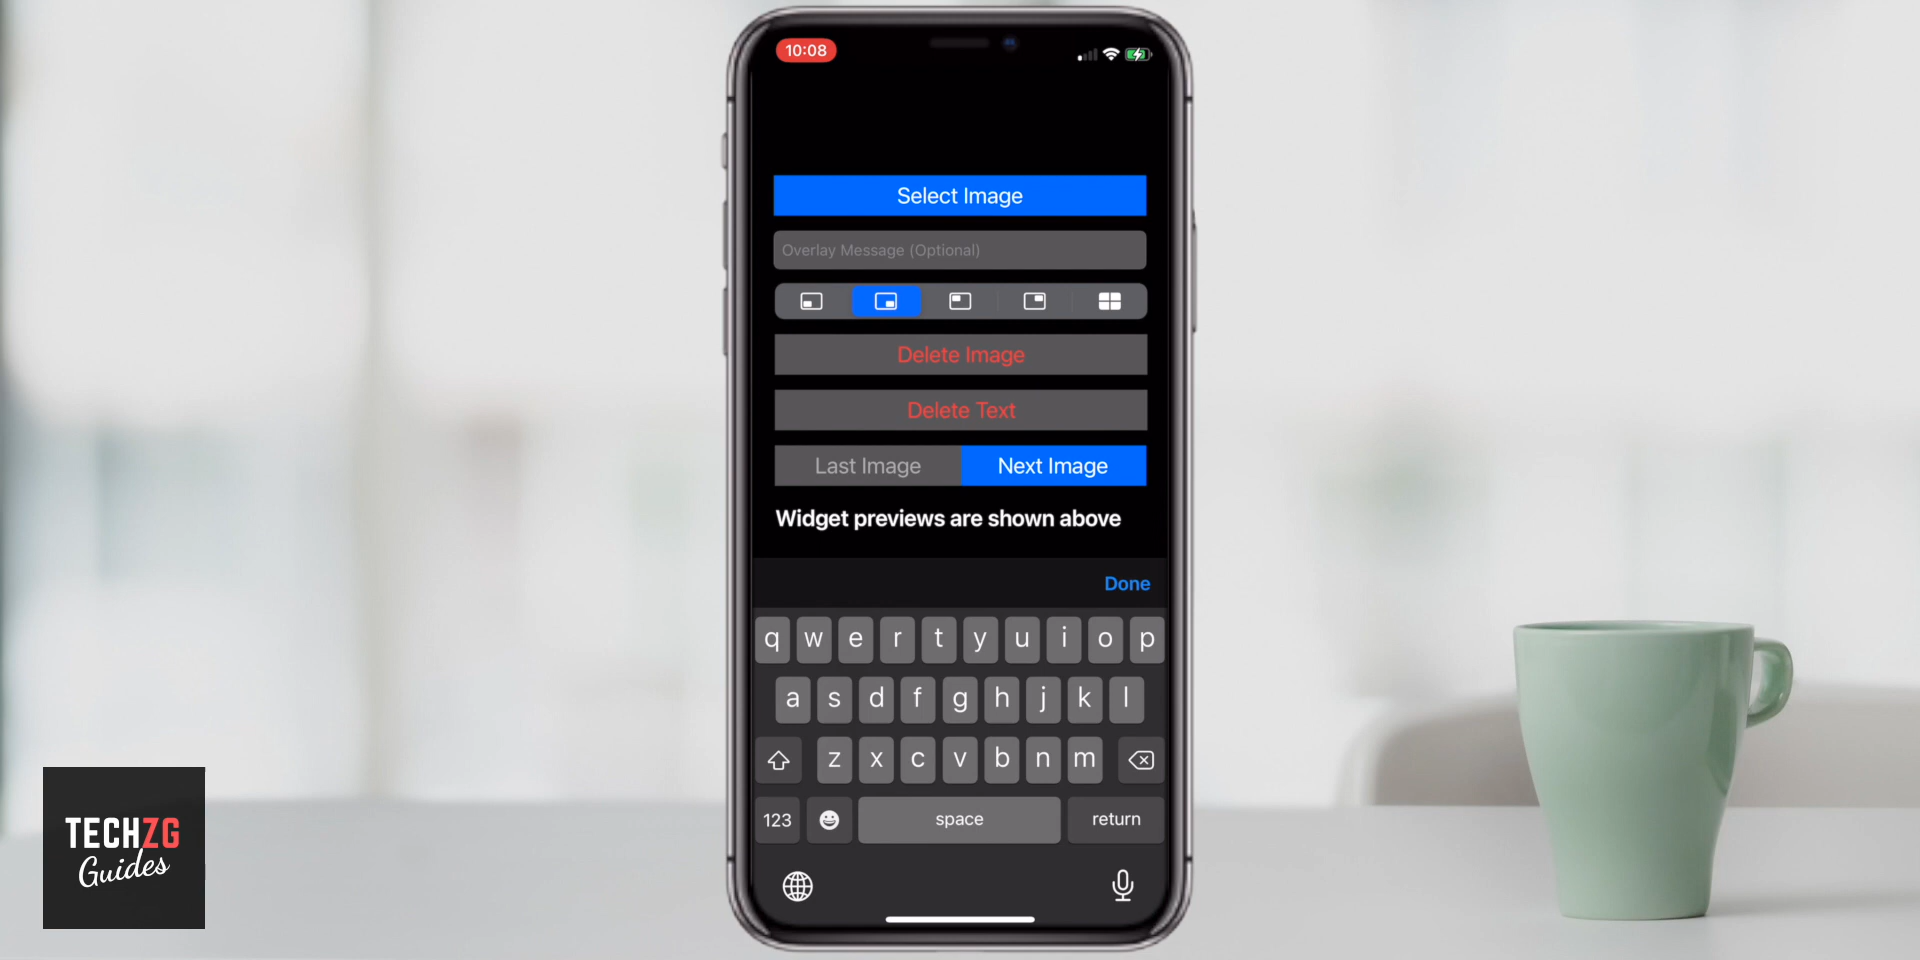 10:08
Select Image
Overlay Message (Optional)
Delete Image
Delete Text
Last Image Next Image
Widget previews are shown above
Done
q w e r t y u i o p
a s d f g h j k l
z x c v b n m
123 space return
TECHZG
Guides